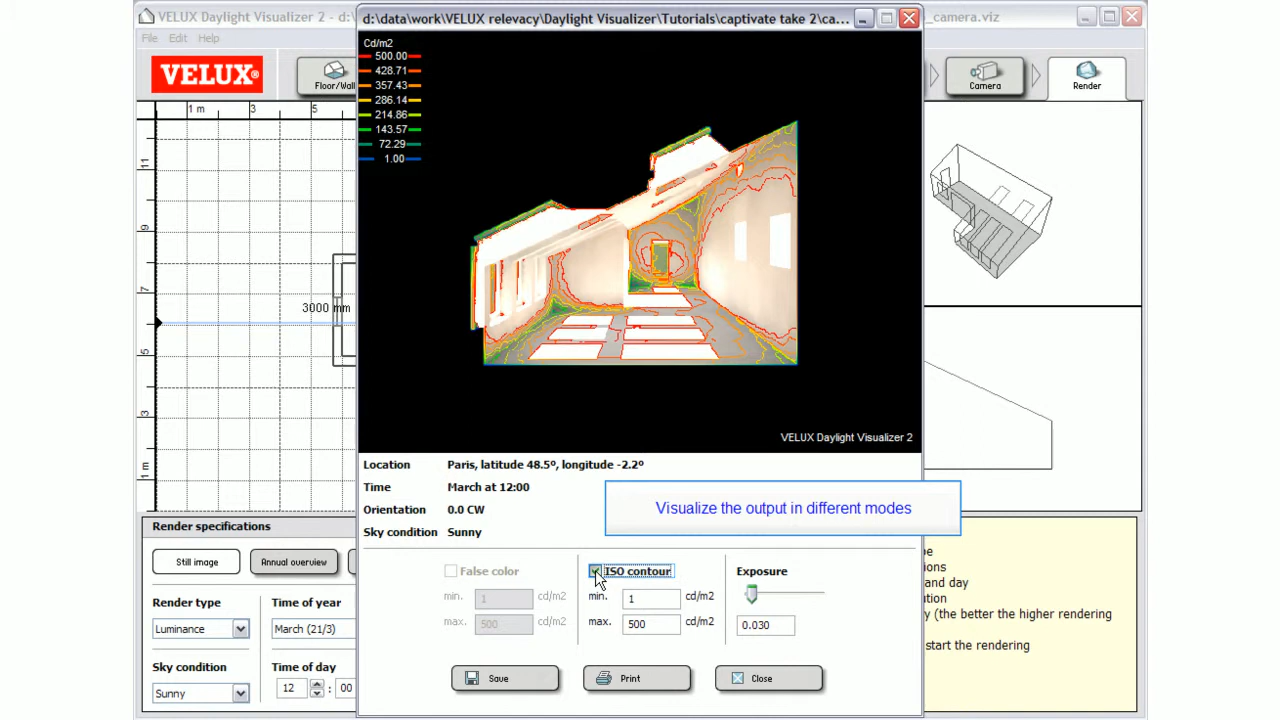 VELUX Daylight Visualizer 2 - d:\
d:\data\work\VELUX relevacy\Daylight Visualizer\Tutorials\captivate take 2\ca...
_camera.viz
File Edit Help
VELUX®
Floor/Wall
Camera
Render
1 m 3 5
11
9
7
5
3
1 m
3000 mm
Cd/m2
500.00
428.71
357.43
286.14
214.86
143.57
72.29
1.00
VELUX Daylight Visualizer 2
Location Paris, latitude 48.5º, longitude -2.2º
Time March at 12:00
Orientation 0.0 CW
Sky condition Sunny
Visualize the output in different modes
False color
min. 1 cd/m2
max. 500 cd/m2
ISO contour
min. 1 cd/m2
max. 500 cd/m2
Exposure
0.030
Save
Print
Close
Render specifications
Still image
Annual overview
Render type
Luminance
Time of year
March (21/3)
Sky condition
Sunny
Time of day
12 : 00
pe
ions
and day
ution
y (the better the higher rendering
start the rendering